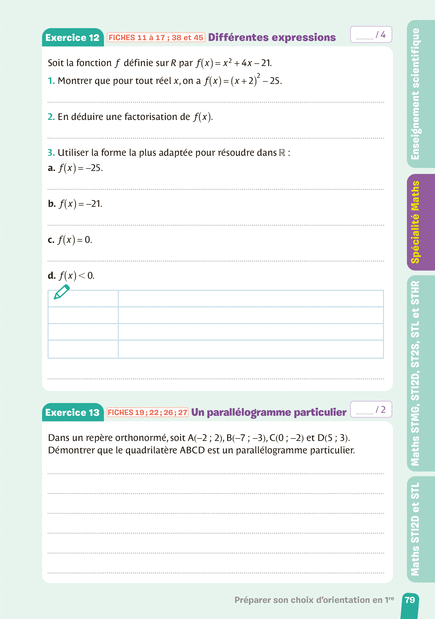 Exercice 12 FICHES 11 à 17 ; 38 et 45 Différentes expressions ...... / 4
Soit la fonction f définie sur R par f(x) = x² + 4x – 21.
1. Montrer que pour tout réel x, on a f(x) = (x + 2)² – 25.
2. En déduire une factorisation de f(x).
3. Utiliser la forme la plus adaptée pour résoudre dans ℝ :
a. f(x) = –25.
b. f(x) = –21.
c. f(x) = 0.
d. f(x) < 0.
Exercice 13 FICHES 19 ; 22 ; 26 ; 27 Un parallélogramme particulier ...... / 2
Dans un repère orthonormé, soit A(–2 ; 2), B(–7 ; –3), C(0 ; –2) et D(5 ; 3).
Démontrer que le quadrilatère ABCD est un parallélogramme particulier.
Enseignement scientifique
Spécialité Maths
Maths STMG, STI2D, ST2S, STL et STHR
Maths STI2D et STL
Préparer son choix d'orientation en 1re 79